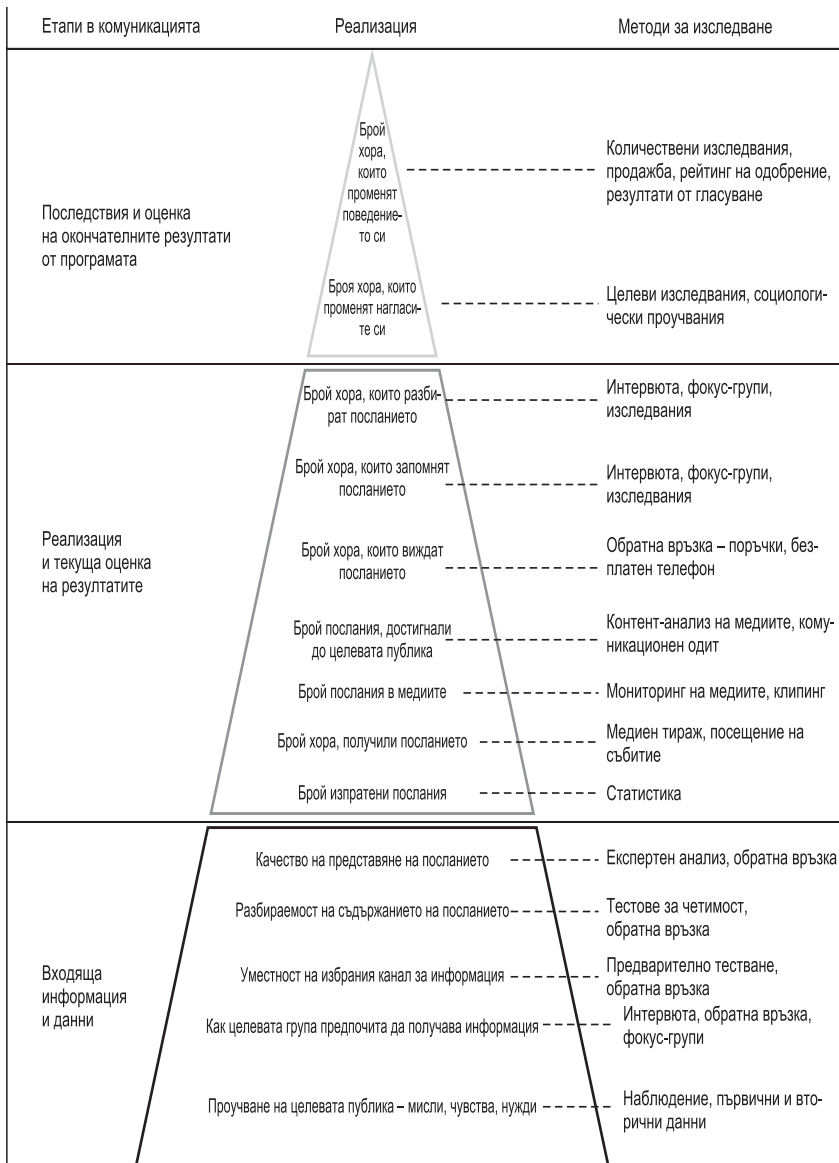 Етапи в комуникацията
Реализация
Методи за изследване
Последствия и оценка
на окончателните резултати
от програмата
Брой
хора,
които
променят
поведение-
то си
Количествени изследвания,
продажба, рейтинг на одобрение,
резултати от гласуване
Броя хора, които
променят нагласи-
те си
Целеви изследвания, социологи-
чески проучвания
Реализация
и текуща оценка
на резултатите
Брой хора, които разби-
рат посланието
Интервюта, фокус-групи,
изследвания
Брой хора, които запомнят
посланието
Интервюта, фокус-групи,
изследвания
Брой хора, които виждат
посланието
Обратна връзка – поръчки, без-
платен телефон
Брой послания, достигнали
до целевата публика
Контент-анализ на медиите, кому-
никационен одит
Брой послания в медиите
Мониторинг на медиите, клипинг
Брой хора, получили посланието
Медиен тираж, посещение на
събитие
Брой изпратени послания
Статистика
Входяща
информация
и данни
Качество на представяне на посланието
Експертен анализ, обратна връзка
Разбираемост на съдържанието на посланието
Тестове за четимост,
обратна връзка
Уместност на избрания канал за информация
Предварително тестване,
обратна връзка
Как целевата група предпочита да получава информация
Интервюта, обратна връзка,
фокус-групи
Проучване на целевата публика – мисли, чувства, нужди
Наблюдение, първични и вто-
рични данни